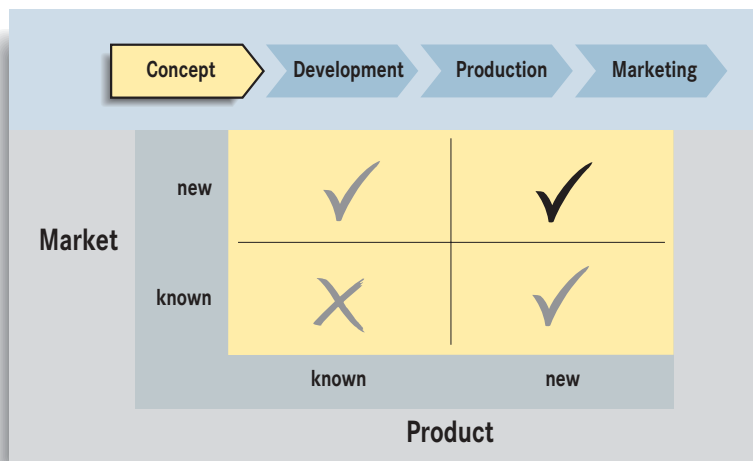 Concept Development Production Marketing
new
Market
known
known new
Product